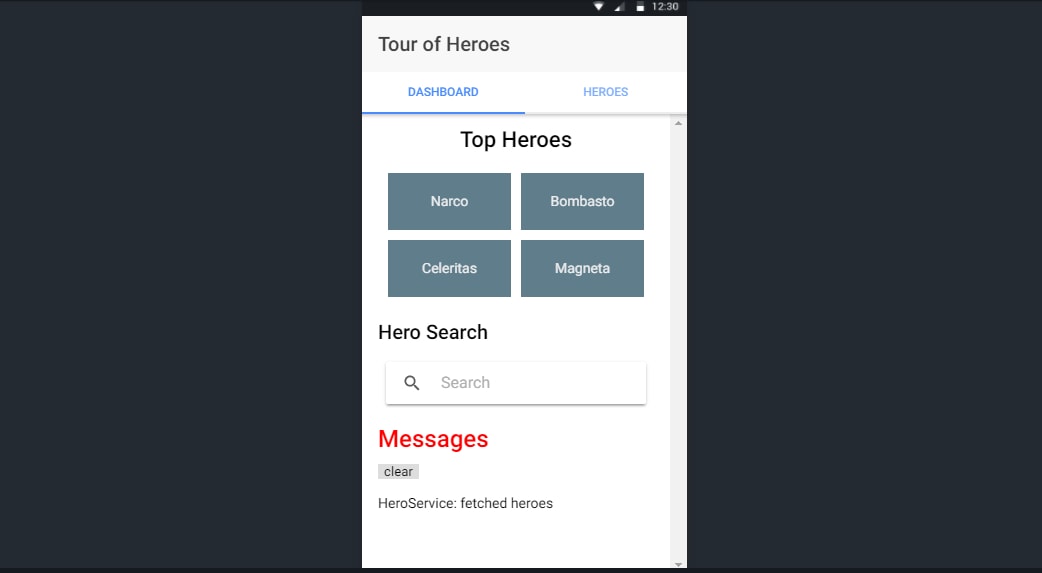 12:30
Tour of Heroes
DASHBOARD HEROES
Top Heroes
Narco Bombasto
Celeritas Magneta
Hero Search
Search
Messages
clear
HeroService: fetched heroes